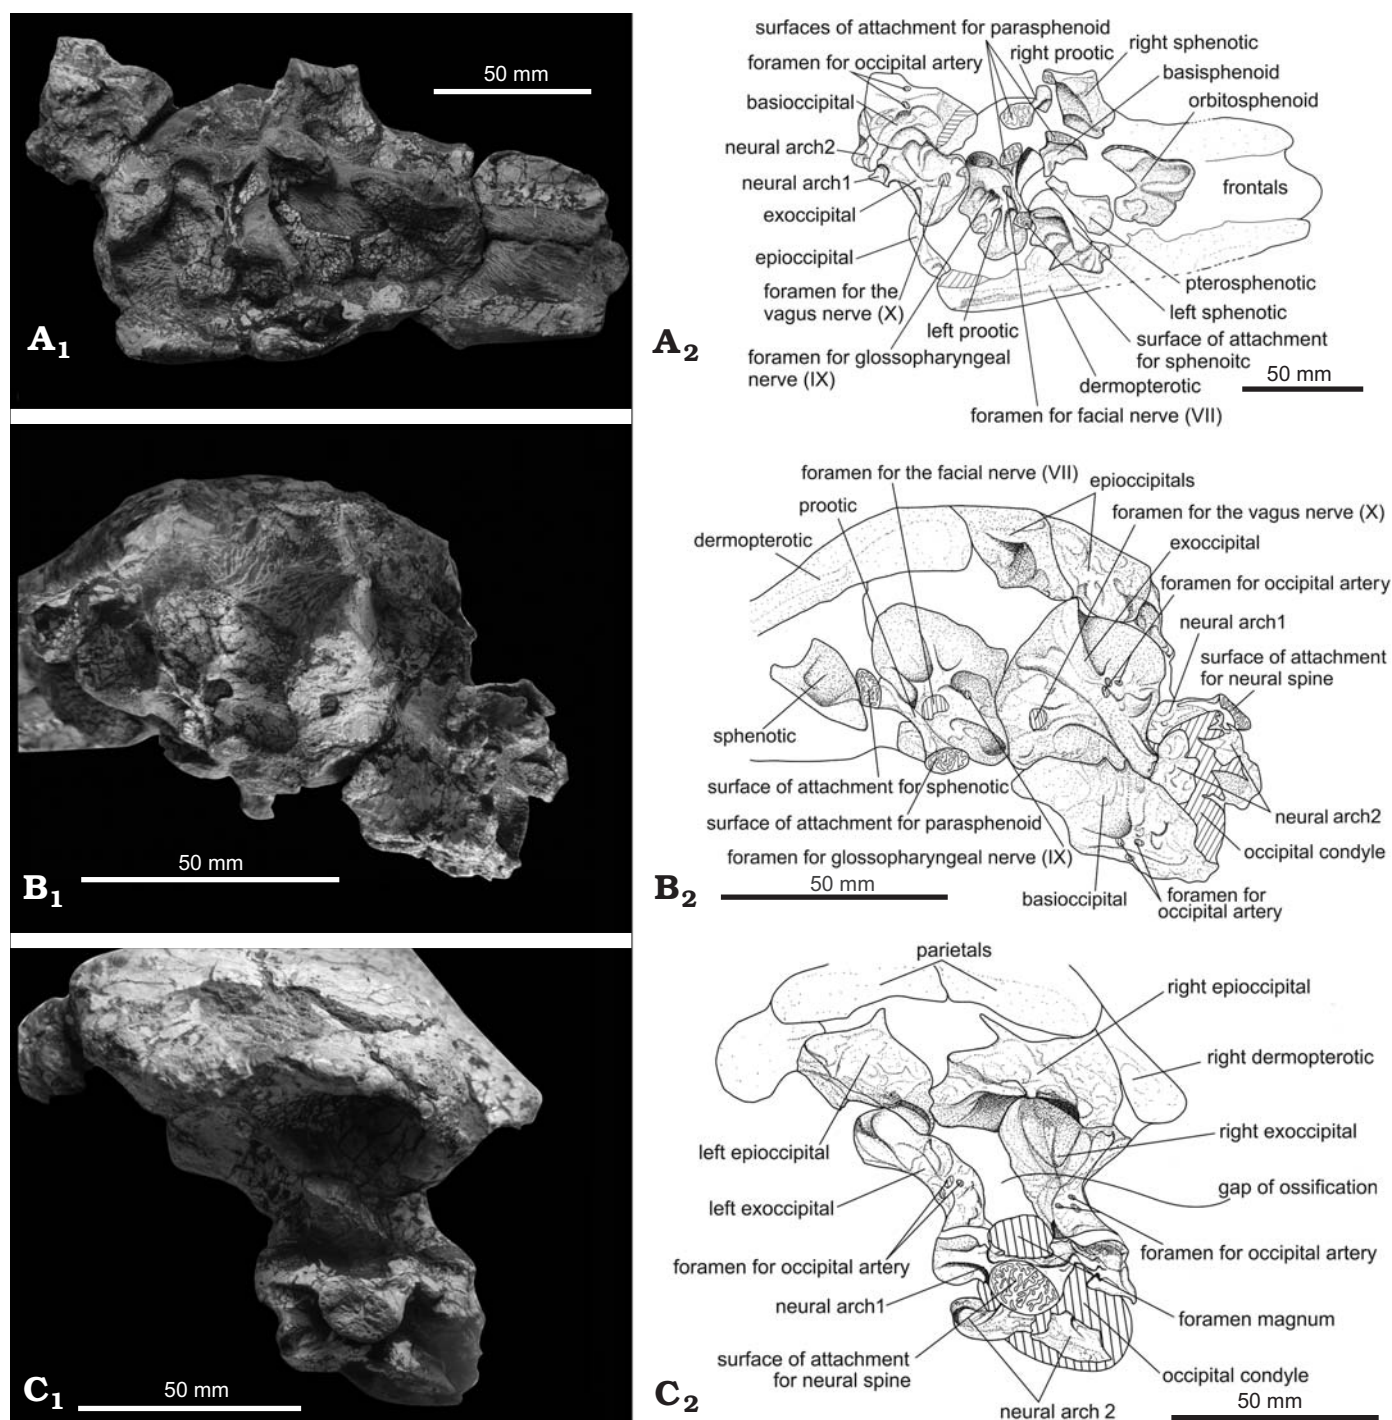 50 mm
A1
surfaces of attachment for parasphenoid
right prootic
right sphenotic
foramen for occipital artery
basisphenoid
basioccipital
orbitosphenoid
neural arch2
neural arch1
frontals
exoccipital
epioccipital
pterosphenotic
foramen for the
vagus nerve (X)
left sphenotic
left prootic
surface of attachment
for sphenoitc
foramen for glossopharyngeal
nerve (IX)
dermopterotic
foramen for facial nerve (VII)
A2
50 mm
50 mm
B1
foramen for the facial nerve (VII)
epioccipitals
prootic
foramen for the vagus nerve (X)
dermopterotic
exoccipital
foramen for occipital artery
neural arch1
surface of attachment
for neural spine
sphenotic
surface of attachment for sphenotic
surface of attachment for parasphenoid
neural arch2
foramen for glossopharyngeal nerve (IX)
occipital condyle
B2
50 mm
basioccipital
foramen for
occipital artery
50 mm
C1
parietals
right epioccipital
right dermopterotic
right exoccipital
left epioccipital
gap of ossification
left exoccipital
foramen for occipital artery
foramen for occipital artery
neural arch1
foramen magnum
surface of attachment
for neural spine
occipital condyle
C2
neural arch 2
50 mm